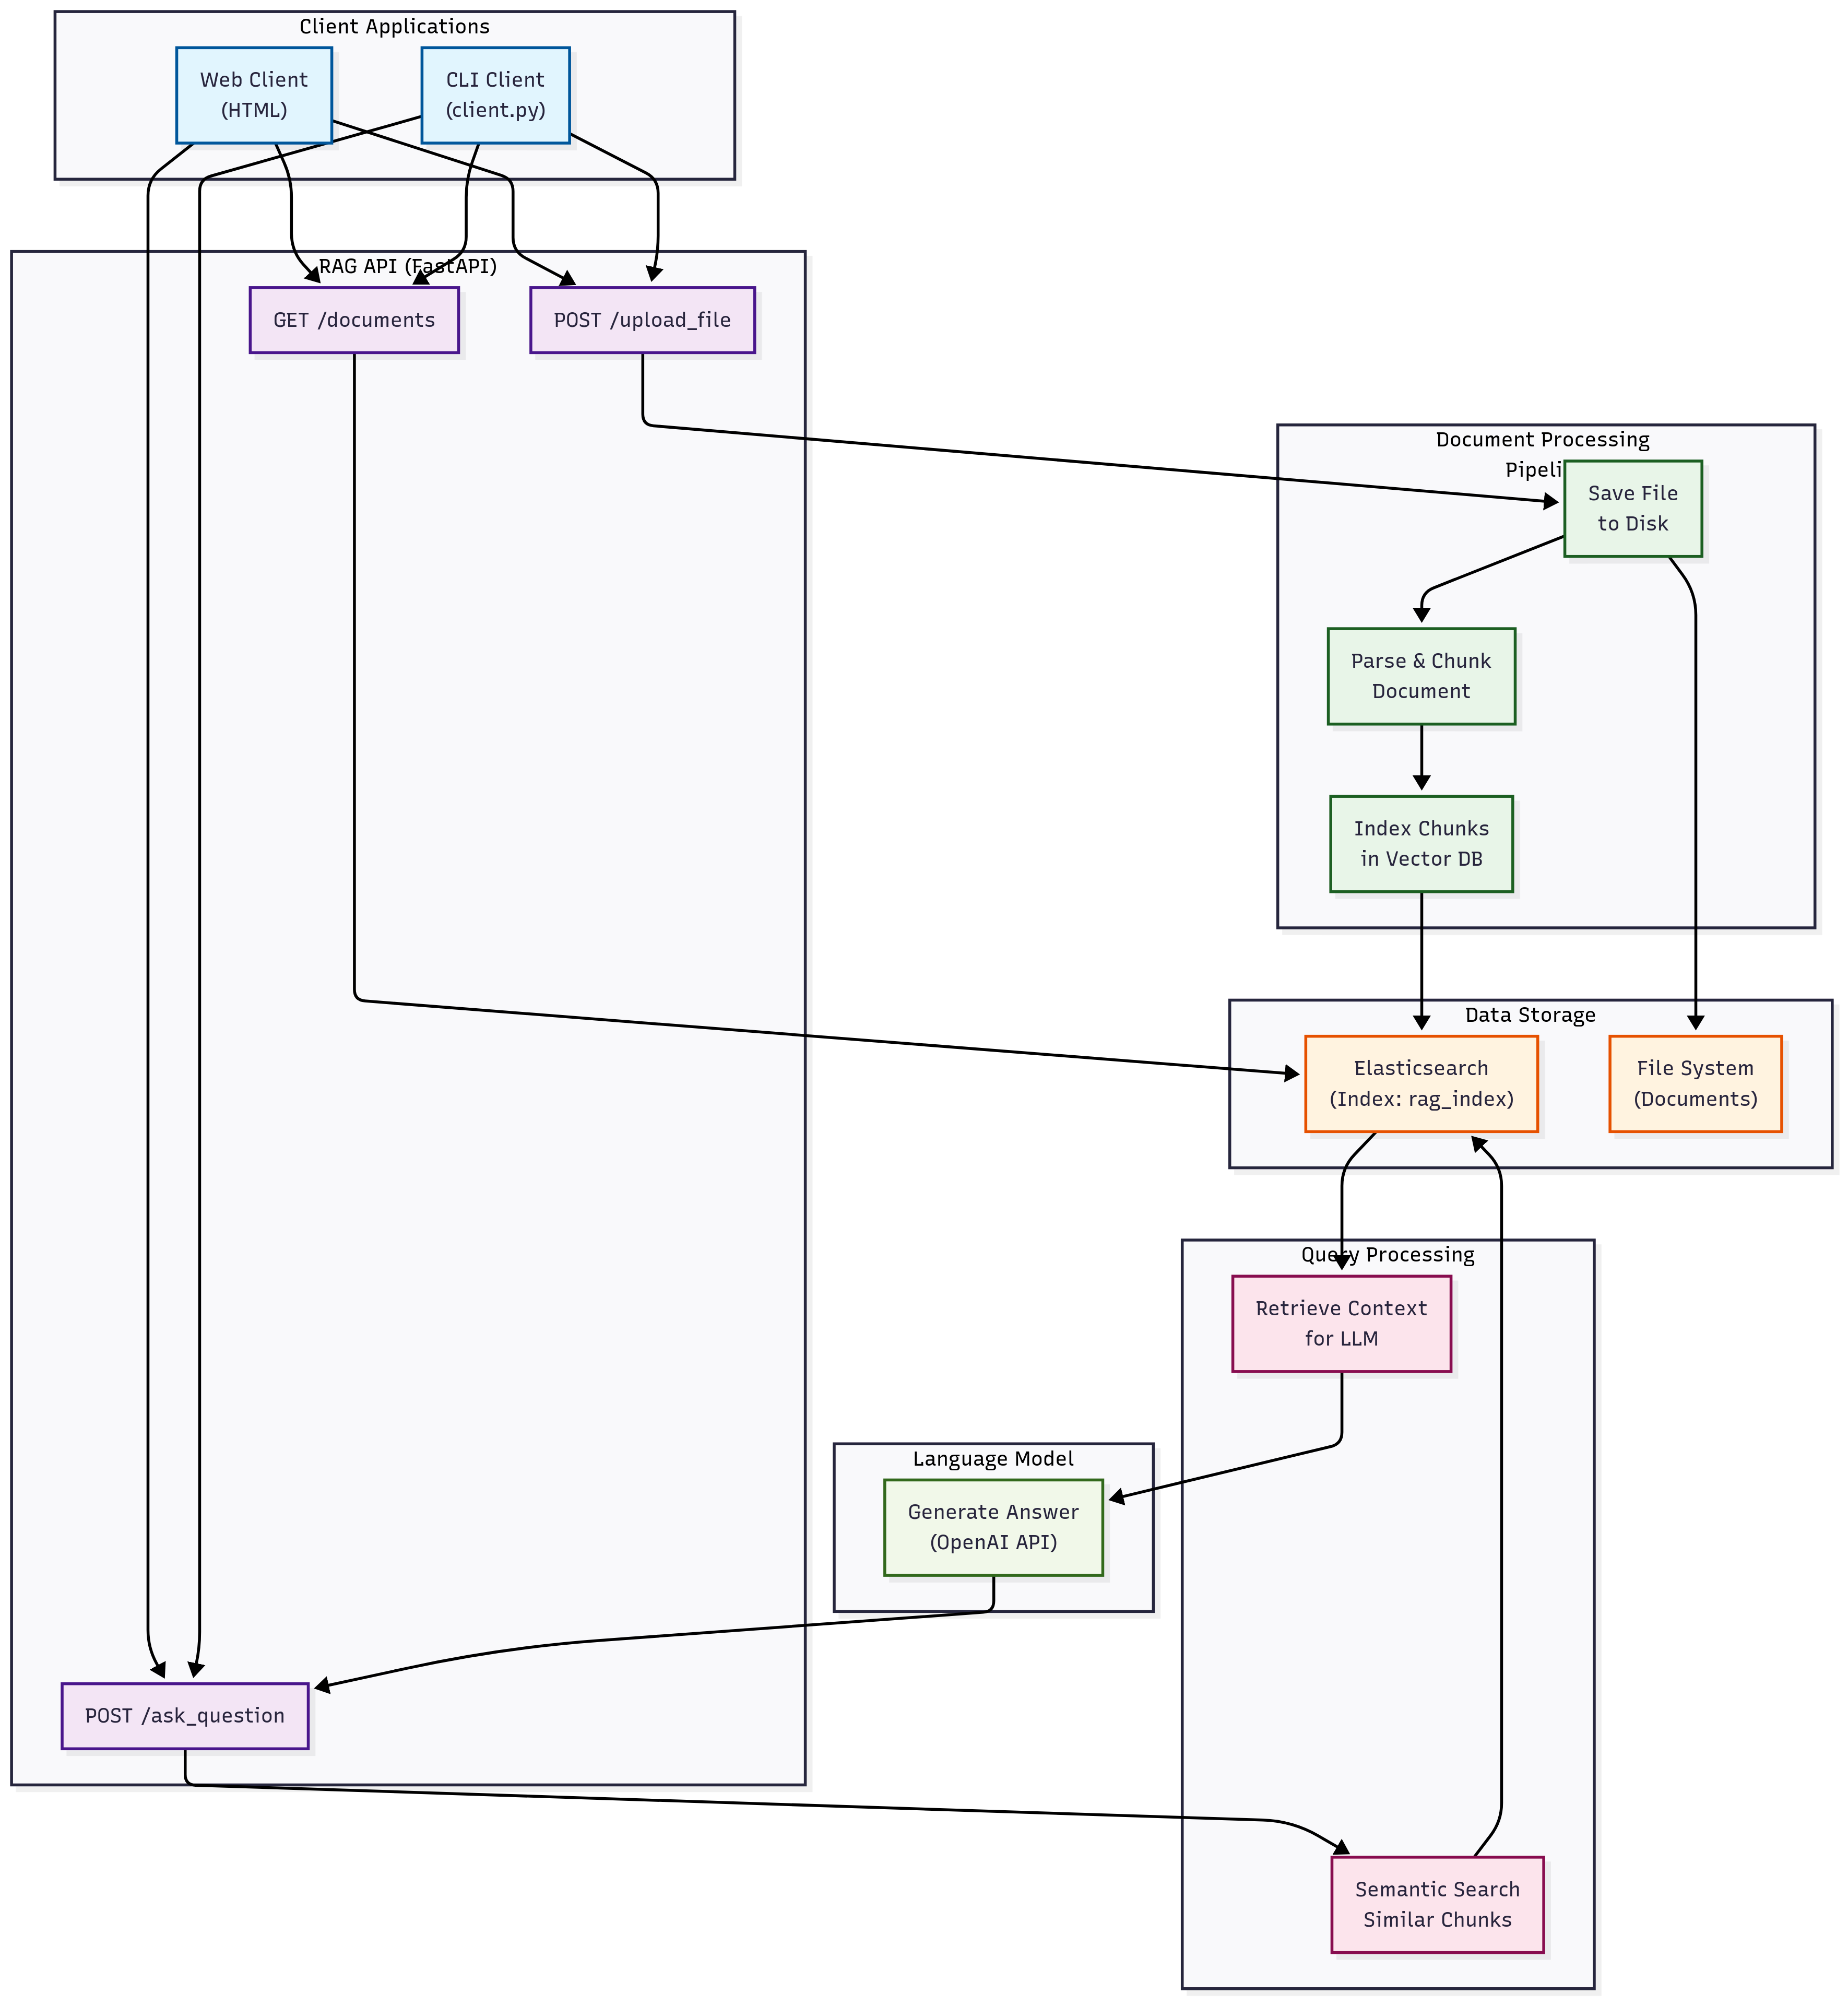 Client Applications
Web Client
(HTML)
CLI Client
(client.py)
RAG API (FastAPI)
GET /documents
POST /upload_file
Document Processing
Pipeli
Save File
to Disk
Parse & Chunk
Document
Index Chunks
in Vector DB
Data Storage
Elasticsearch
(Index: rag_index)
File System
(Documents)
Query Processing
Retrieve Context
for LLM
Language Model
Generate Answer
(OpenAI API)
POST /ask_question
Semantic Search
Similar Chunks